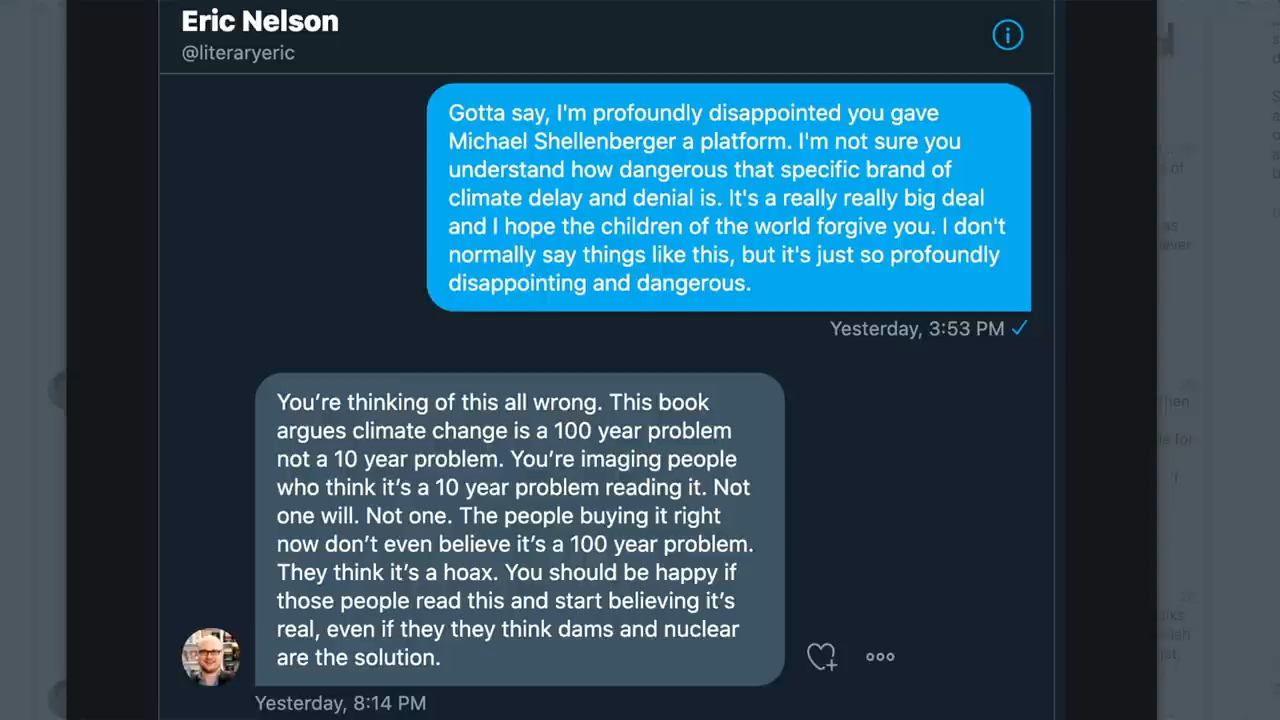 Eric Nelson
@literaryeric
Gotta say, I'm profoundly disappointed you gave
Michael Shellenberger a platform. I'm not sure you
understand how dangerous that specific brand of
climate delay and denial is. It's a really really big deal
and I hope the children of the world forgive you. I don't
normally say things like this, but it's just so profoundly
disappointing and dangerous.
Yesterday, 3:53 PM
You’re thinking of this all wrong. This book
argues climate change is a 100 year problem
not a 10 year problem. You’re imaging people
who think it’s a 10 year problem reading it. Not
one will. Not one. The people buying it right
now don’t even believe it’s a 100 year problem.
They think it’s a hoax. You should be happy if
those people read this and start believing it’s
real, even if they they think dams and nuclear
are the solution.
Yesterday, 8:14 PM